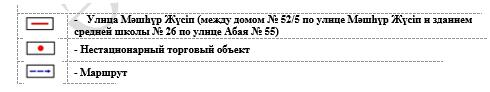 - Улица Мәшһүр Жүсіп (между домом № 52/5 по улице Мәшһүр Жүсіп и зданием
средней школы № 26 по улице Абая № 55)
- Нестационарный торговый объект
- Маршрут